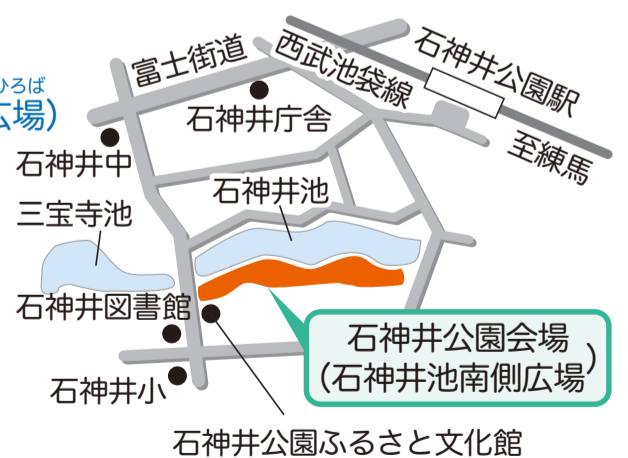 ひろば
広場)
富士街道
西武池袋線
石神井公園駅
至練馬
石神井庁舎
石神井中
石神井池
三宝寺池
石神井図書館
石神井公園会場
(石神井池南側広場)
石神井小
石神井公園ふるさと文化館